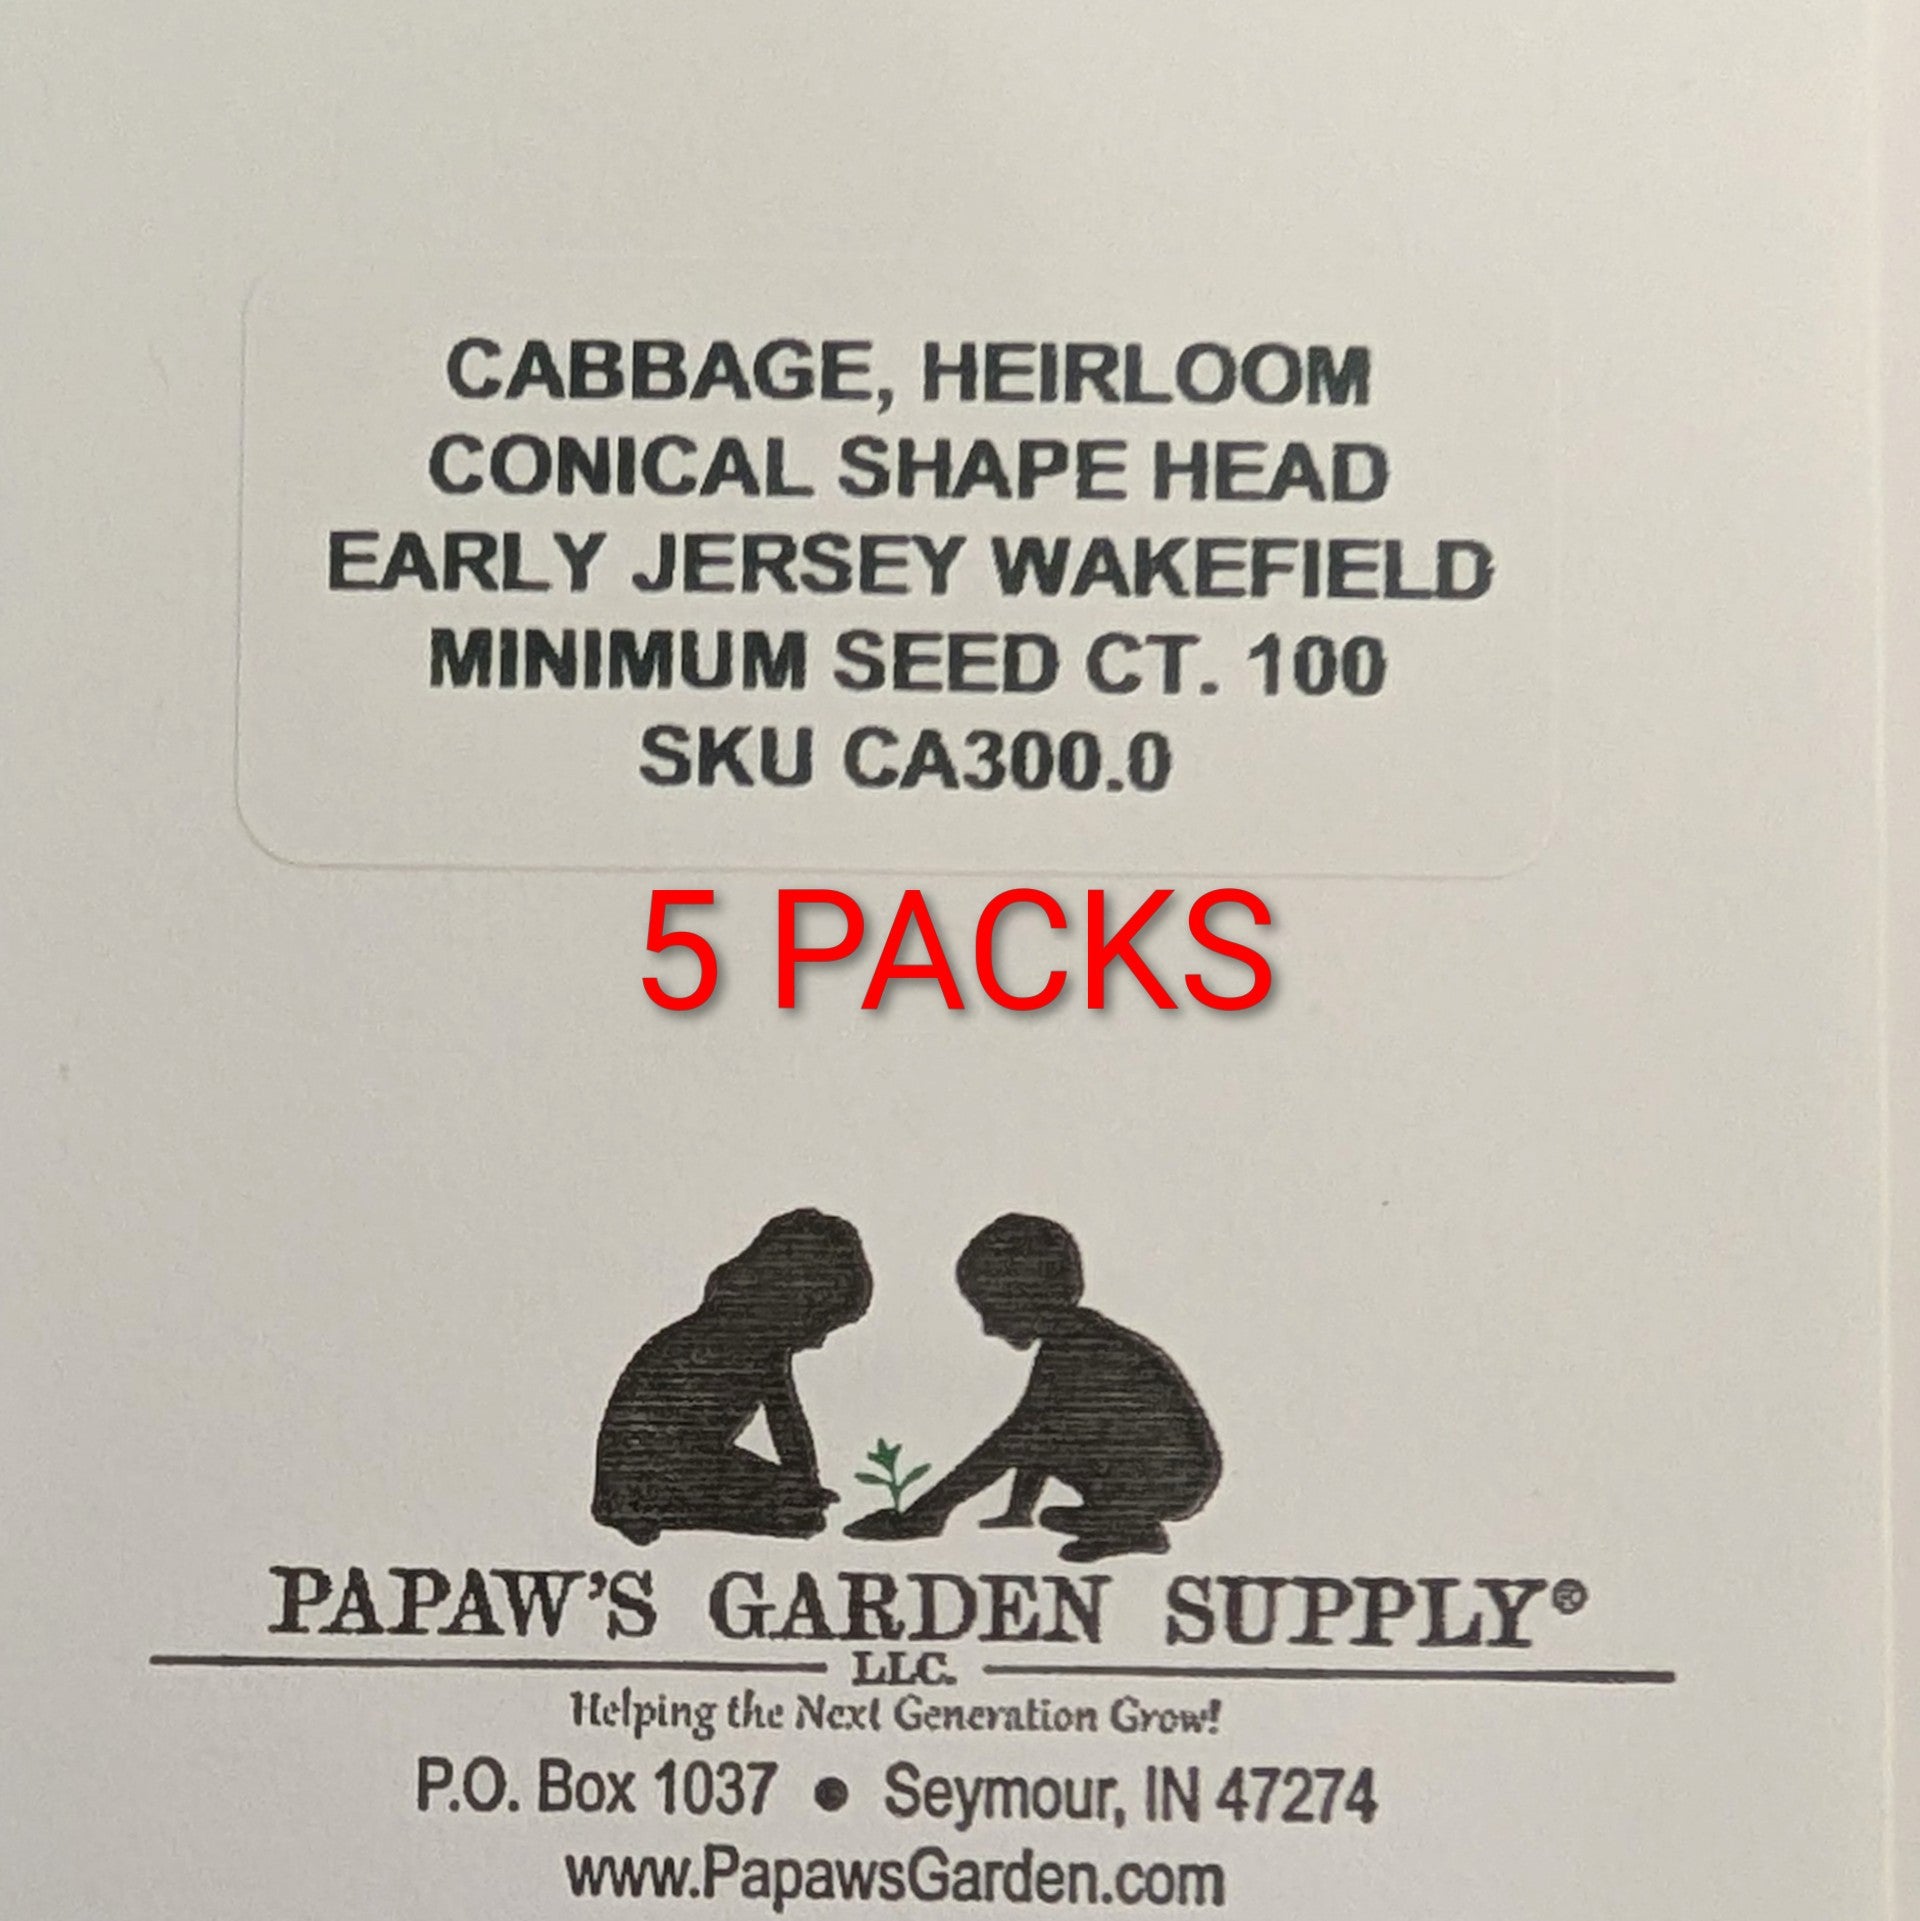 CABBAGE, HEIRLOOM
CONICAL SHAPE HEAD
EARLY JERSEY WAKEFIELD
MINIMUM SEED CT. 100
SKU CA300.0
5 PACKS
PAPAW'S GARDEN SUPPLY®
LLC.
Helping the Next Generation Grow!
P.O. Box 1037 • Seymour, IN 47274
www.PapawsGarden.com